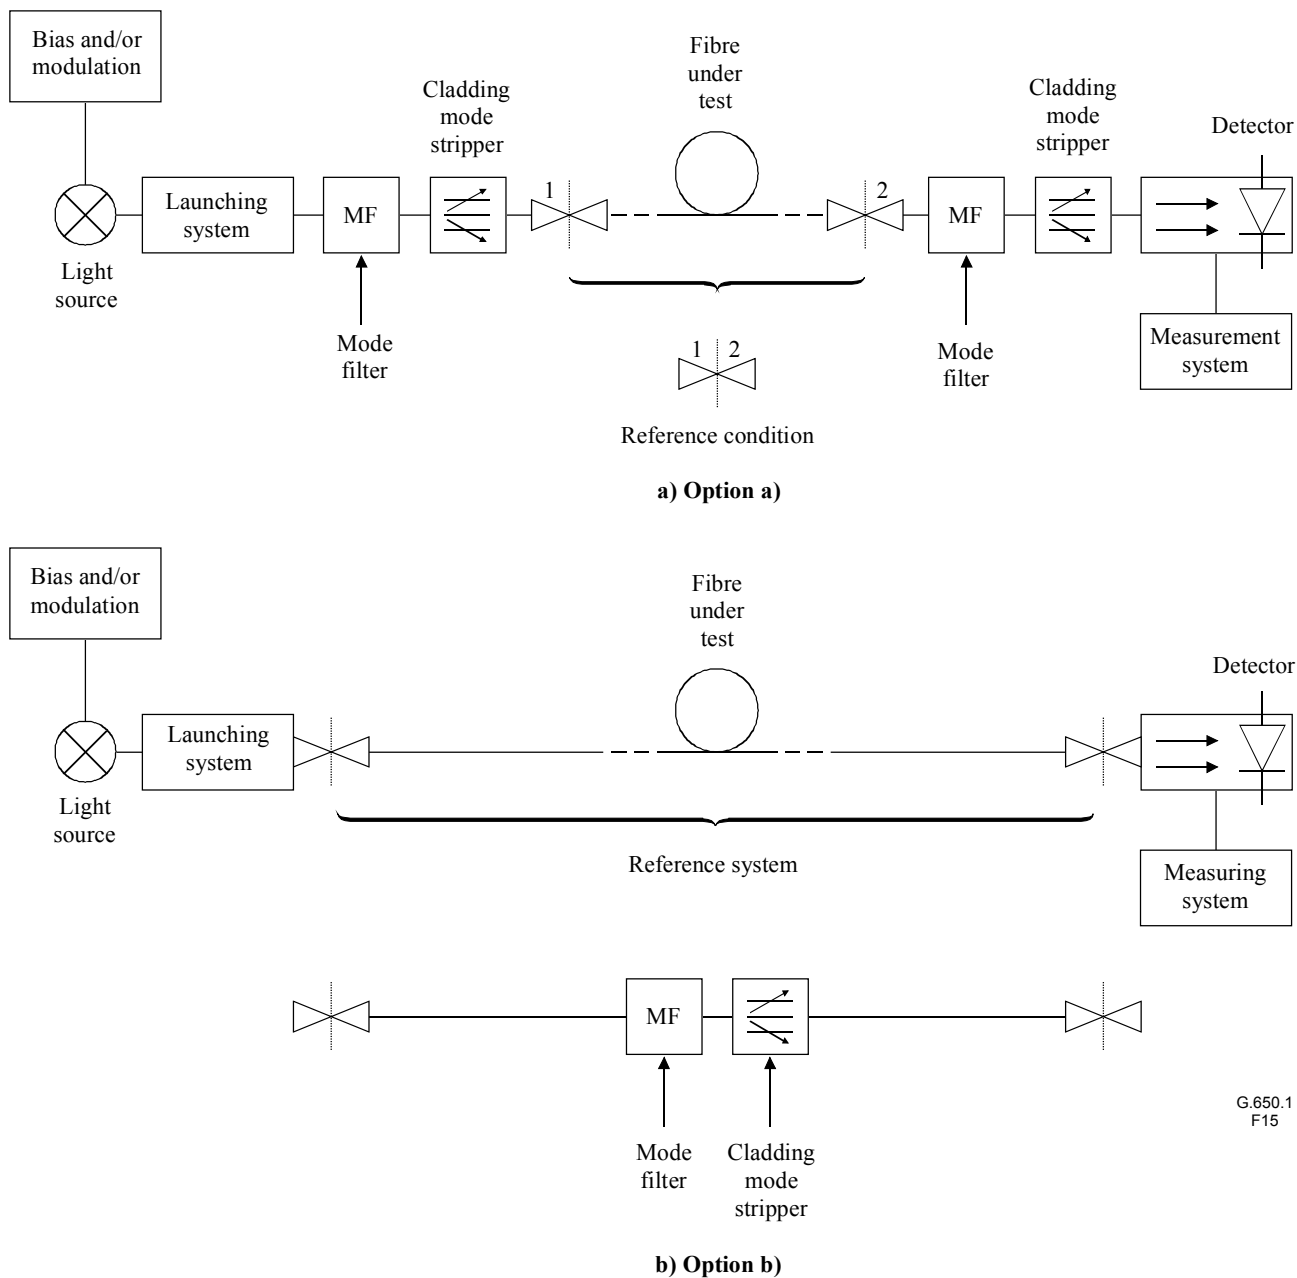 Bias and/or
modulation
Fibre
under
test
Cladding
mode
stripper
Cladding
mode
stripper
Detector
Launching
system
MF
1
2
MF
Light
source
Mode
filter
Mode
filter
Measurement
system
1 2
Reference condition
a) Option a)
Bias and/or
modulation
Fibre
under
test
Detector
Launching
system
Light
source
Reference system
Measuring
system
MF
Mode
filter
Cladding
mode
stripper
G.650.1
F15
b) Option b)